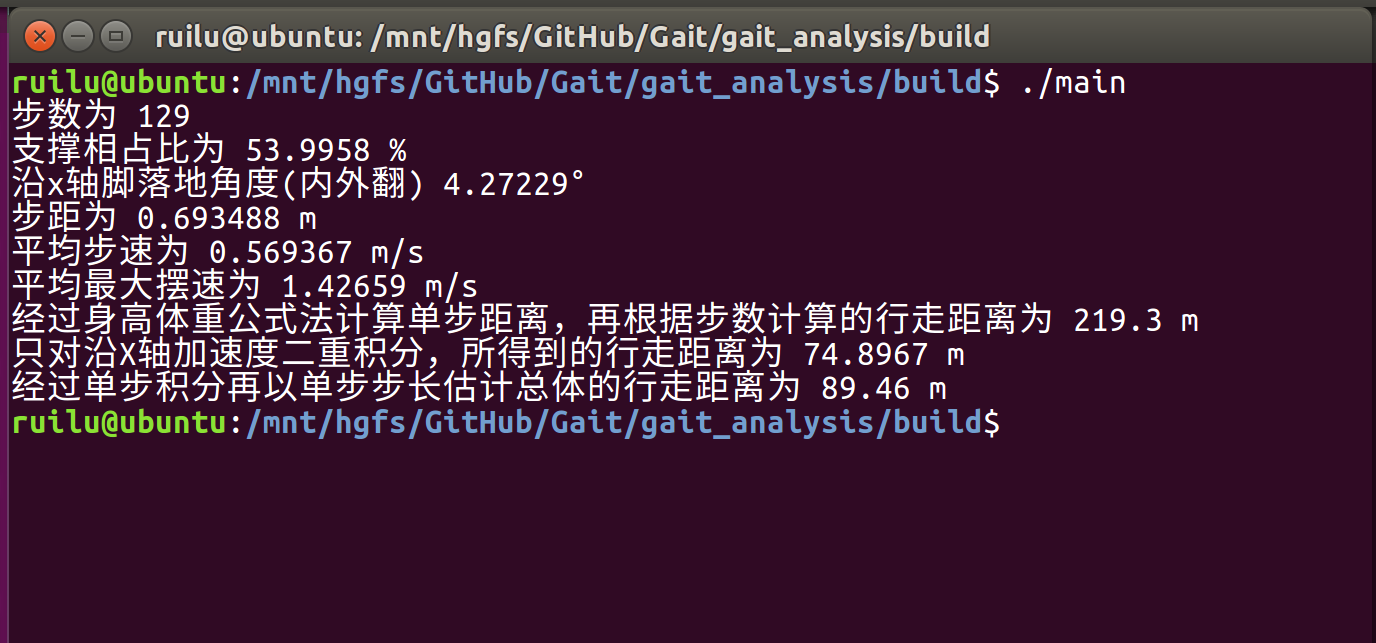 ruilu@ubuntu: /mnt/hgfs/GitHub/Gait/gait_analysis/build
ruilu@ubuntu:/mnt/hgfs/GitHub/Gait/gait_analysis/build$ ./main
步数为 129
支撑相占比为 53.9958 %
沿x轴脚落地角度(内外翻) 4.27229°
步距为 0.693488 m
平均步速为 0.569367 m/s
平均最大摆速为 1.42659 m/s
经过身高体重公式法计算单步距离，再根据步数计算的行走距离为 219.3 m
只对沿X轴加速度二重积分，所得到的行走距离为 74.8967 m
经过单步积分再以单步步长估计总体的行走距离为 89.46 m
ruilu@ubuntu:/mnt/hgfs/GitHub/Gait/gait_analysis/build$